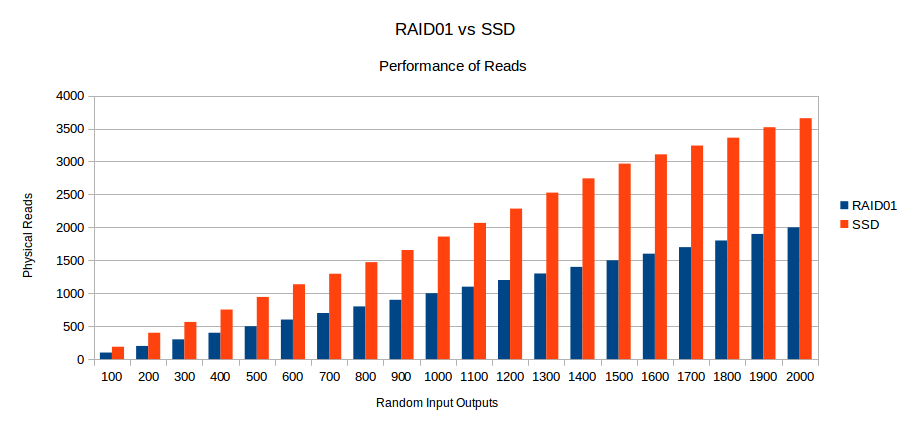 RAID01 vs SSD
Performance of Reads
4000
3500
3000
2500
2000
1500
1000
500
0
Physical Reads
100 200 300 400 500 600 700 800 900 1000 1100 1200 1300 1400 1500 1600 1700 1800 1900 2000
Random Input Outputs
RAID01
SSD